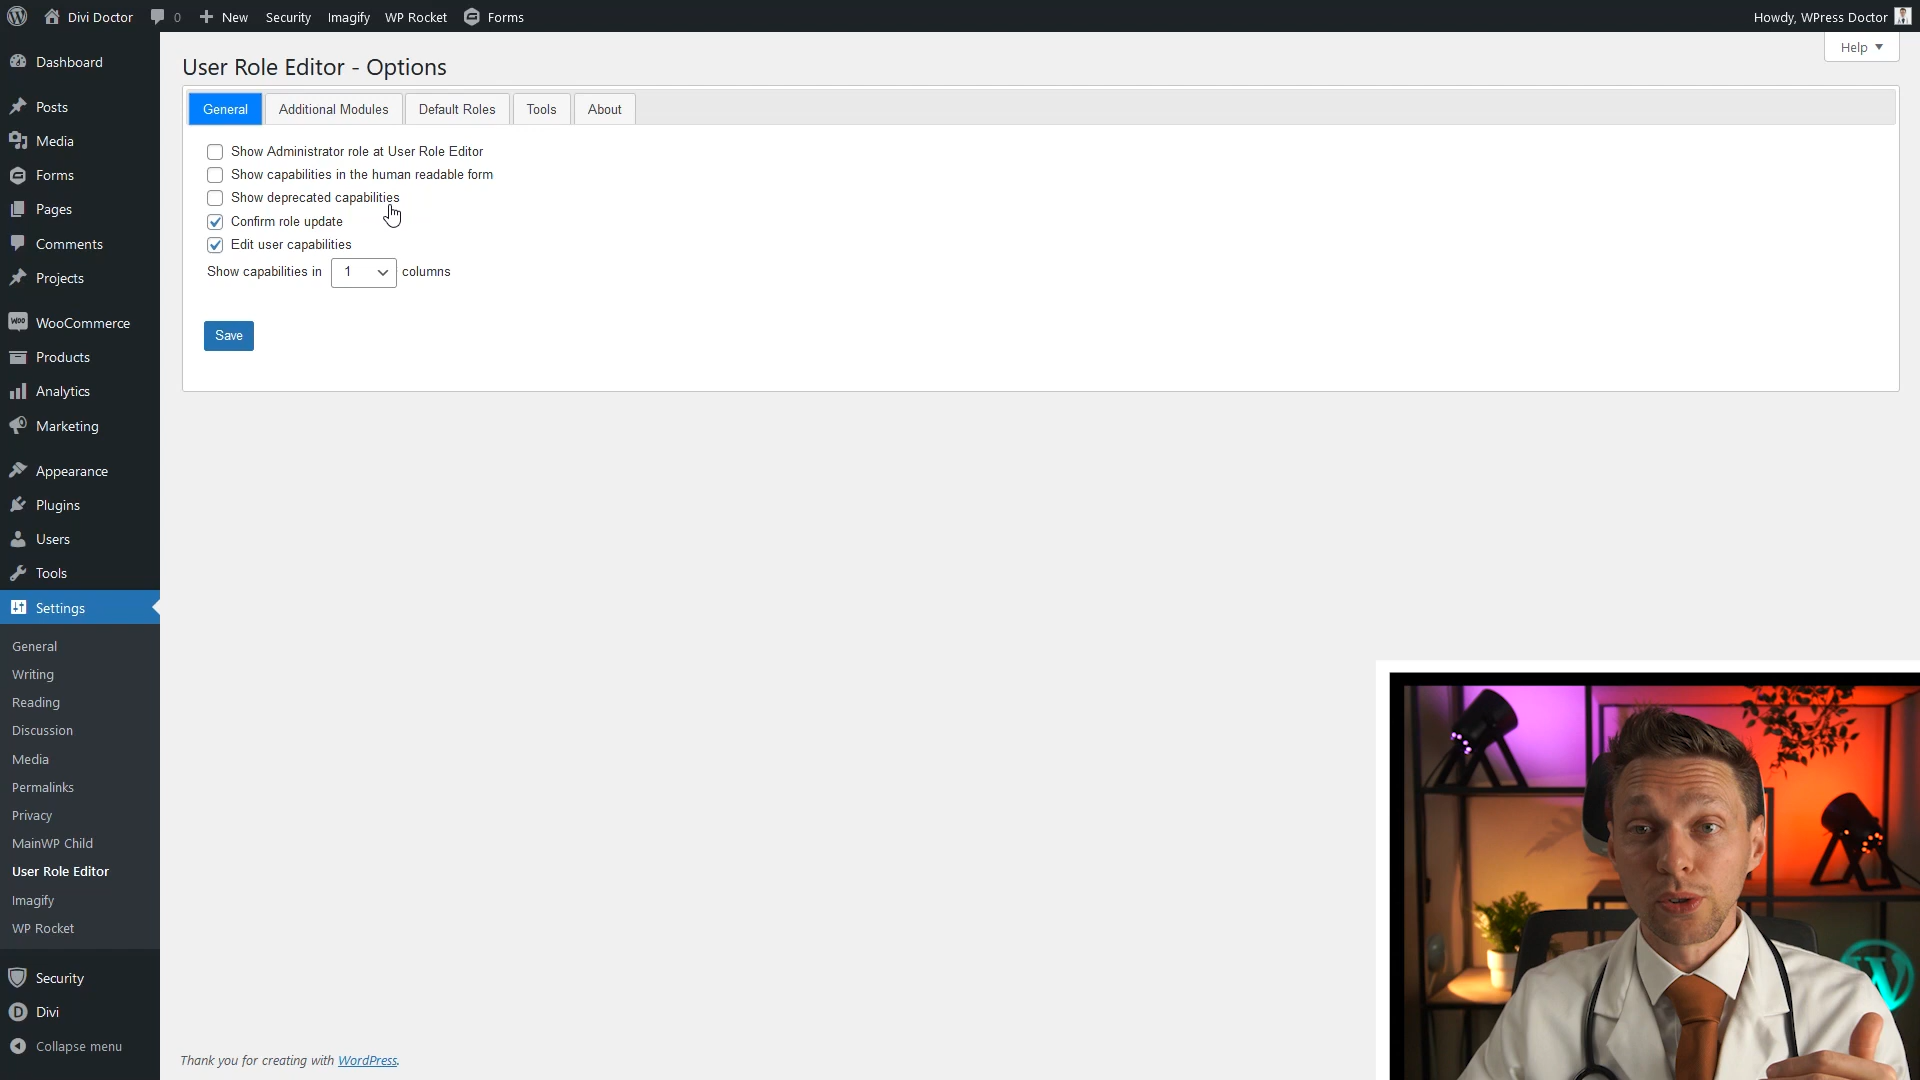 Divi Doctor 0 New Security Imagify WP Rocket Forms Howdy, WPress Doctor
Help
Dashboard
Posts
Media
Forms
Pages
Comments
Projects
WooCommerce
Products
Analytics
Marketing
Appearance
Plugins
Users
Tools
Settings
General
Writing
Reading
Discussion
Media
Permalinks
Privacy
MainWP Child
User Role Editor
Imagify
WP Rocket
Security
Divi
Collapse menu
User Role Editor - Options
General Additional Modules Default Roles Tools About
Show Administrator role at User Role Editor
Show capabilities in the human readable form
Show deprecated capabilities
Confirm role update
Edit user capabilities
Show capabilities in 1 columns
Save
Thank you for creating with WordPress.